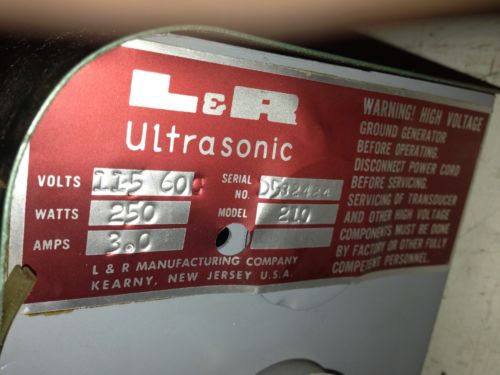 L&R
Ultrasonic
VOLTS 115 60C
WATTS 250
AMPS 3.0
SERIAL NO.
MODEL 210
L & R MANUFACTURING COMPANY
KEARNY, NEW JERSEY U.S.A.
WARNING! HIGH VOLTAGE
GROUND GENERATOR
BEFORE OPERATING.
DISCONNECT POWER CORD
BEFORE SERVICING.
SERVICING OF TRANSDUCER
AND OTHER HIGH VOLTAGE
COMPONENTS MUST BE DONE
BY FACTORY OR OTHER FULLY
COMPETENT PERSONNEL.